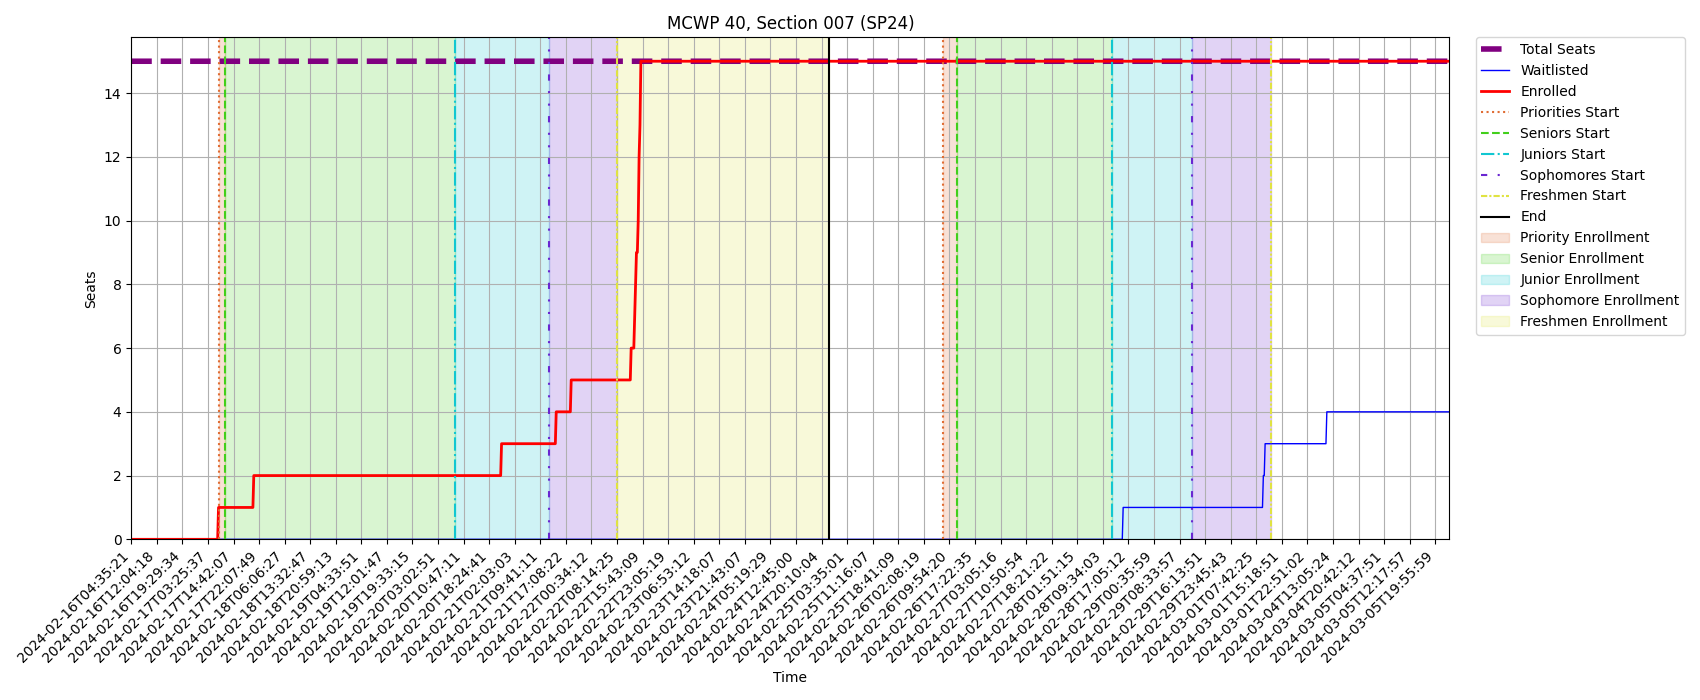 MCWP 40, Section 007 (SP24)
Total Seats
Waitlisted
Enrolled
Priorities Start
Seniors Start
Juniors Start
Sophomores Start
Freshmen Start
End
Priority Enrollment
Senior Enrollment
Junior Enrollment
Sophomore Enrollment
Freshmen Enrollment
Seats
14
12
10
8
6
4
2
0
2024-02-16T04:35:21
2024-02-16T12:04:18
2024-02-16T19:29:34
2024-02-17T03:25:37
2024-02-17T14:42:07
2024-02-17T22:07:49
2024-02-18T06:06:27
2024-02-18T13:32:47
2024-02-18T20:59:13
2024-02-19T04:33:51
2024-02-19T12:01:47
2024-02-19T19:33:15
2024-02-20T03:02:51
2024-02-20T10:47:11
2024-02-20T18:24:41
2024-02-21T02:03:03
2024-02-21T09:41:11
2024-02-21T17:08:22
2024-02-22T00:34:12
2024-02-22T08:14:25
2024-02-22T15:43:09
2024-02-22T23:05:19
2024-02-23T06:53:12
2024-02-23T14:18:07
2024-02-23T21:43:07
2024-02-24T05:19:29
2024-02-24T12:45:00
2024-02-24T20:10:04
2024-02-25T03:35:01
2024-02-25T11:16:07
2024-02-25T18:41:09
2024-02-26T02:08:19
2024-02-26T09:54:20
2024-02-26T17:22:35
2024-02-27T03:05:16
2024-02-27T10:50:54
2024-02-27T18:21:22
2024-02-28T01:51:15
2024-02-28T09:34:03
2024-02-28T17:05:12
2024-02-29T00:35:59
2024-02-29T08:33:57
2024-02-29T16:13:51
2024-02-29T23:45:43
2024-03-01T07:42:25
2024-03-01T15:18:51
2024-03-01T22:51:02
2024-03-04T13:05:24
2024-03-04T20:42:12
2024-03-05T04:37:51
2024-03-05T12:17:57
2024-03-05T19:55:59
Time